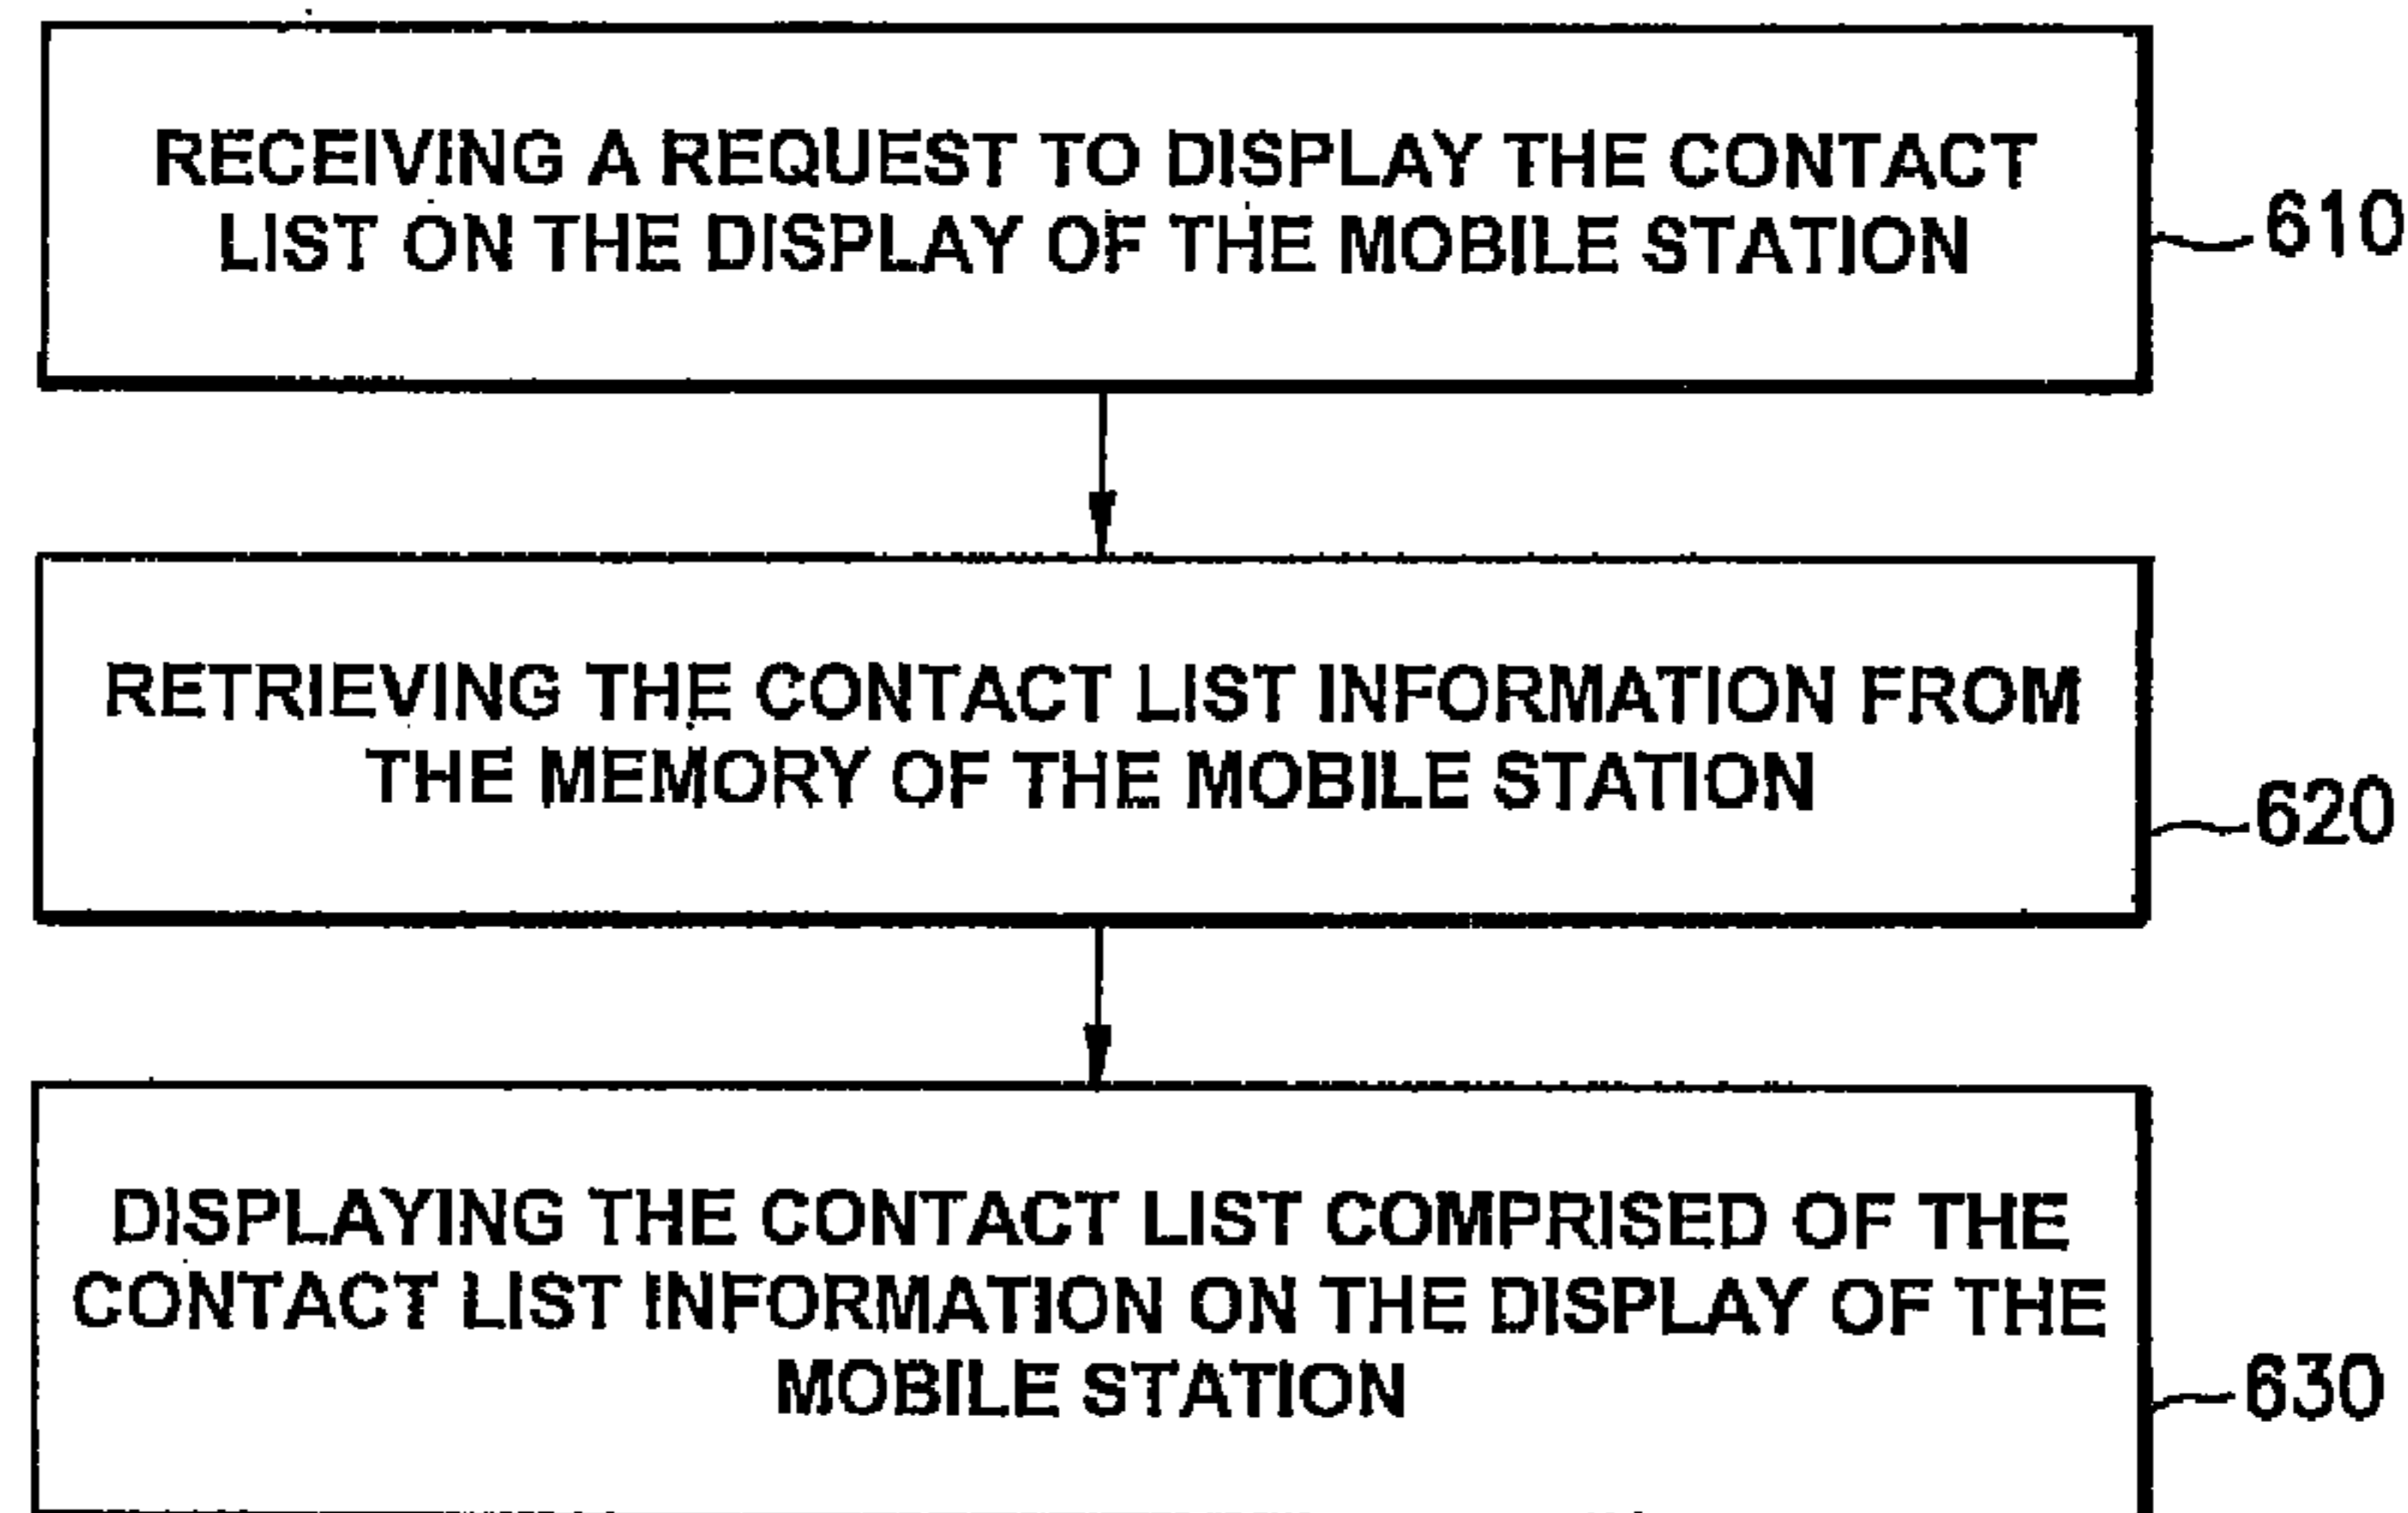 RECEIVING A REQUEST TO DISPLAY THE CONTACT
LIST ON THE DISPLAY OF THE MOBILE STATION
610
RETRIEVING THE CONTACT LIST INFORMATION FROM
THE MEMORY OF THE MOBILE STATION
620
DISPLAYING THE CONTACT LIST COMPRISED OF THE
CONTACT LIST INFORMATION ON THE DISPLAY OF THE
MOBILE STATION
630